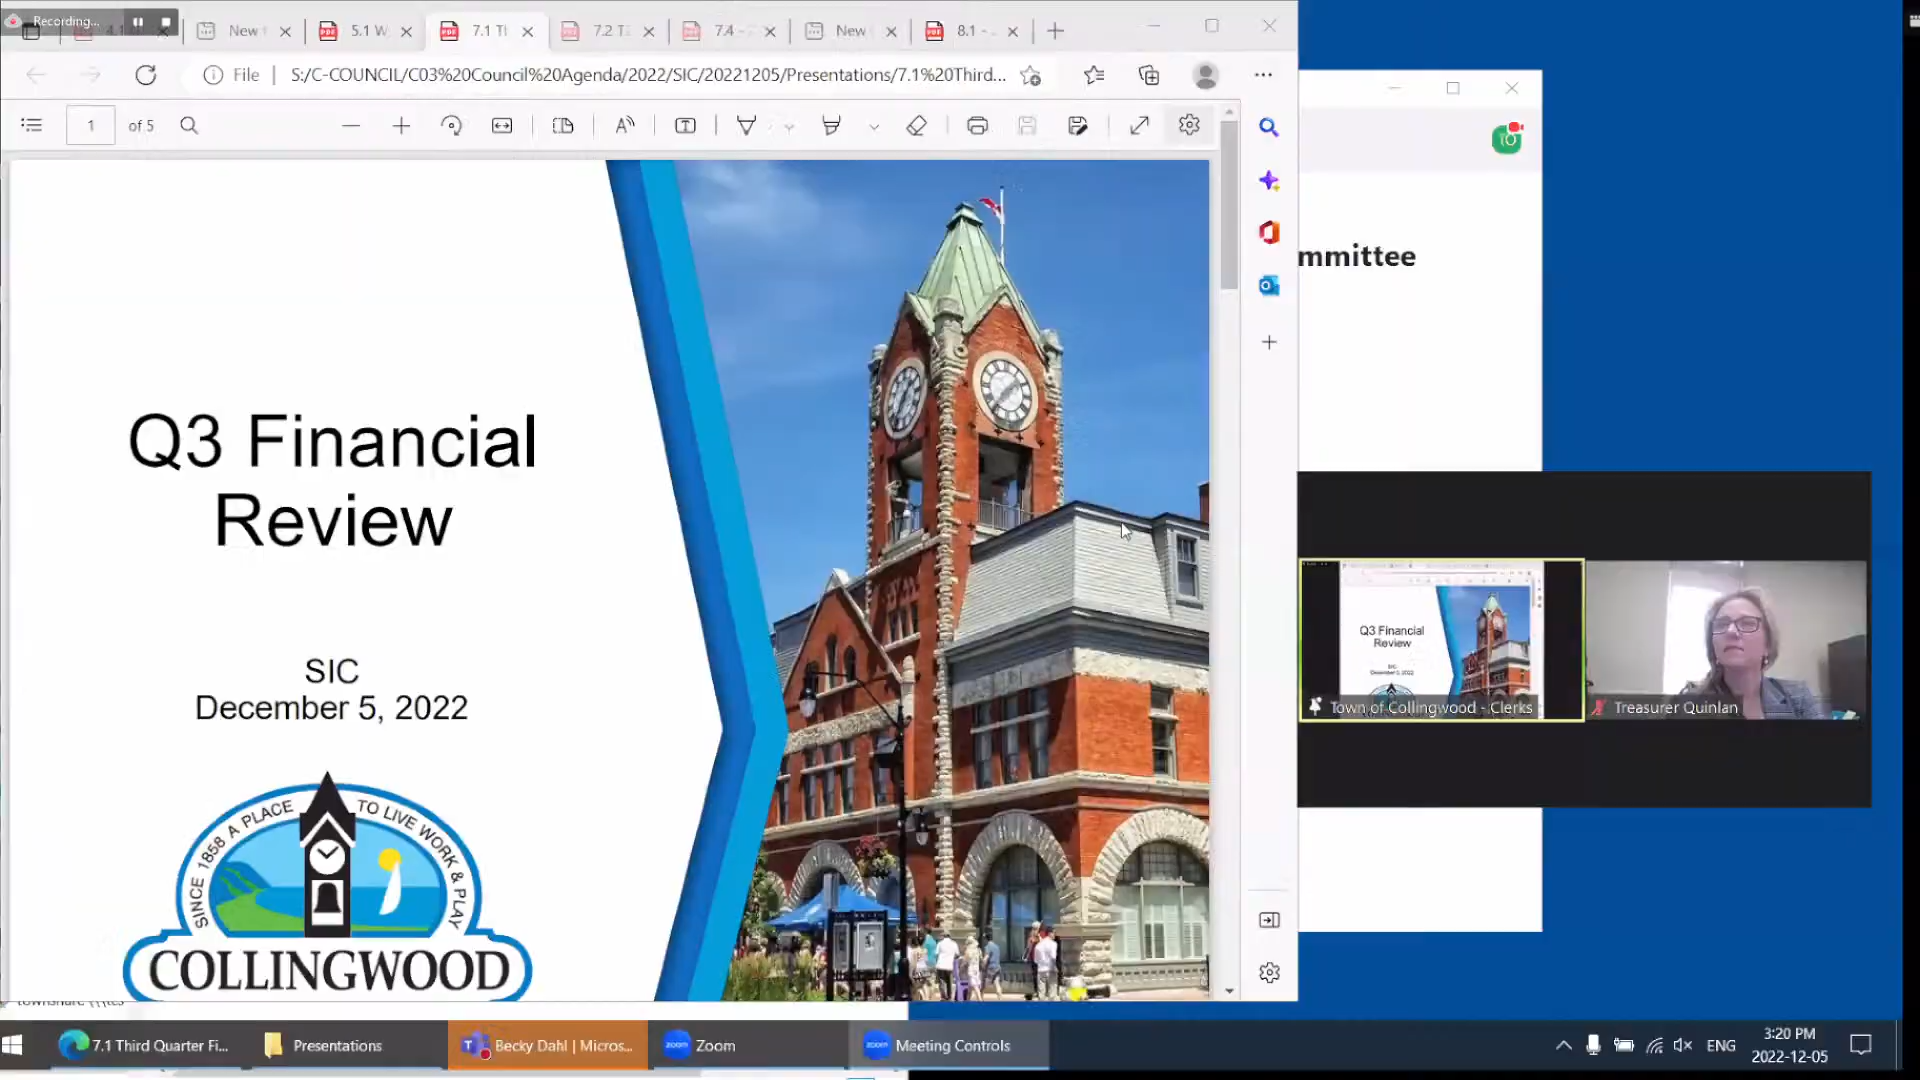 Recording...
New
5.1 W
7.1 Tl
7.2
7.4 -
New
8.1 -
File
S:/C-COUNCIL/C03%20Council%20Agenda/2022/SIC/20221205/Presentations/7.1%20Third...
1 of 5
TO
mmittee
Q3 Financial
Review
SIC
December 5, 2022
SINCE 1858 A PLACE TO LIVE WORK & PLAY
COLLINGWOOD
Q3 Financial
Review
SIC
December 5, 2022
Town of Collingwood - Clerks
Treasurer Quinlan
7.1 Third Quarter Fi...
Presentations
Becky Dahl | Micros...
zoom
Zoom
zoom
Meeting Controls
ENG
3:20 PM
2022-12-05